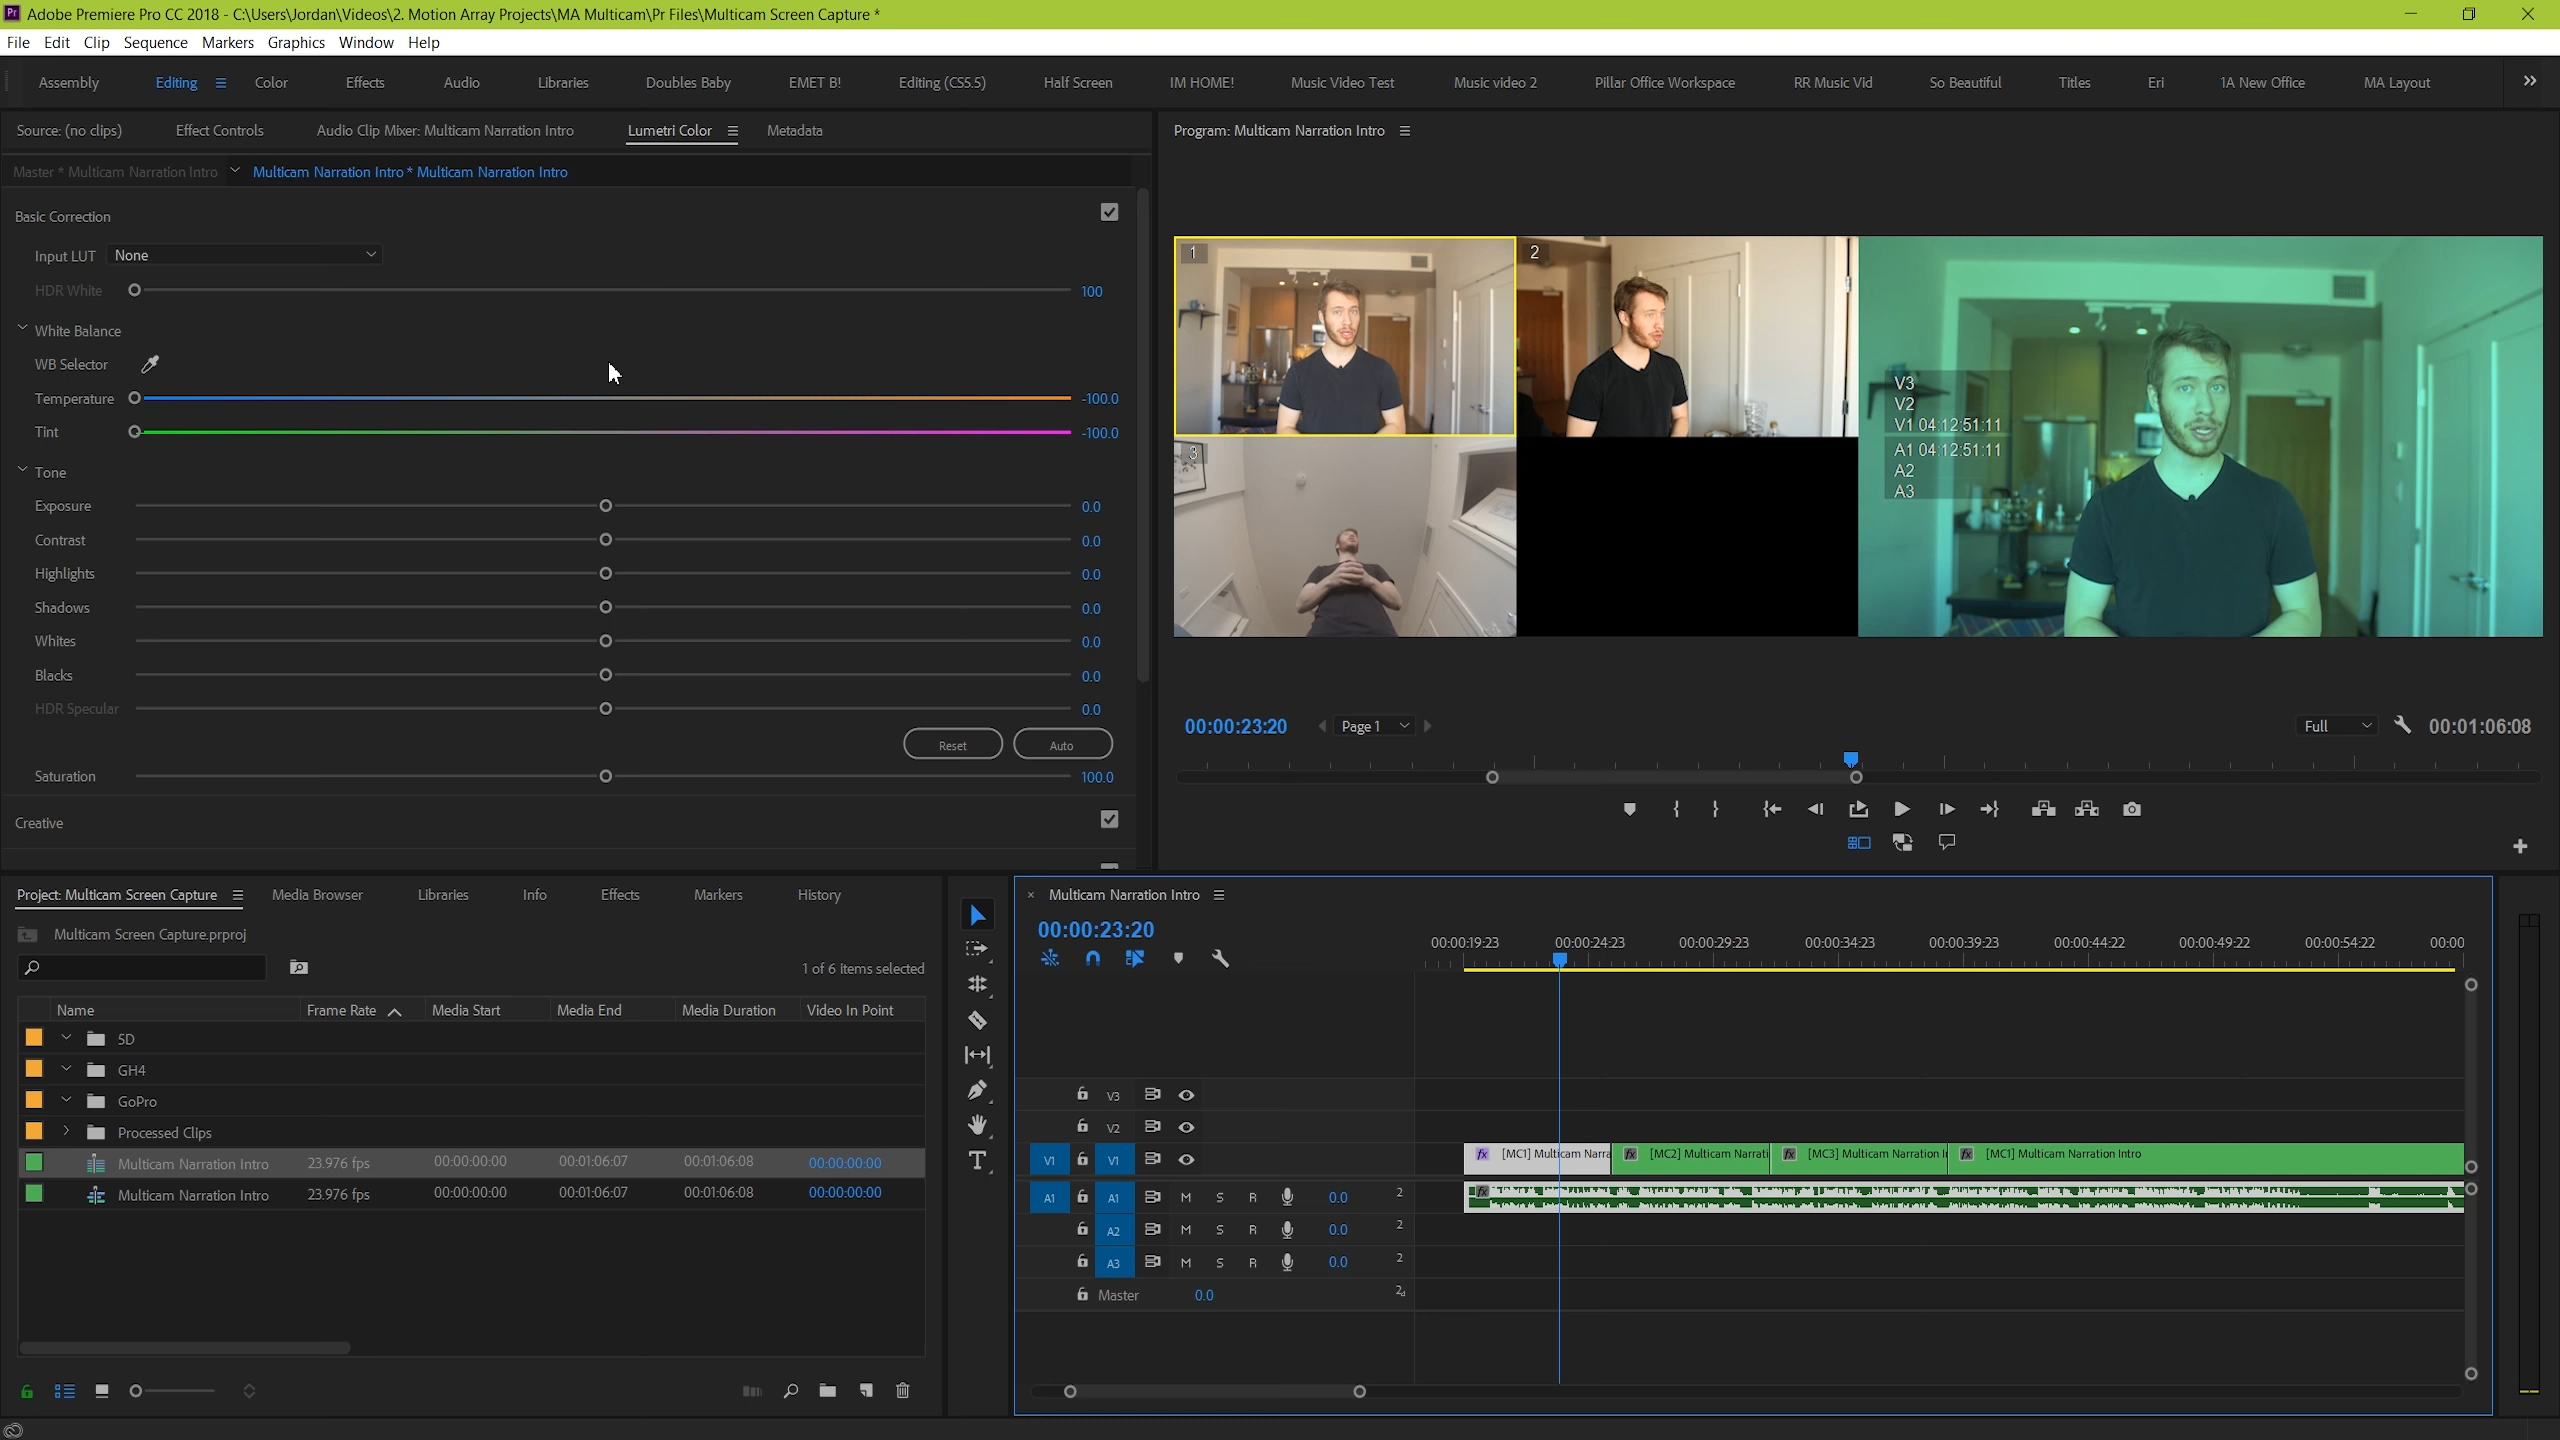 Adobe Premiere Pro CC 2018 - C:\Users\Jordan\Videos\2. Motion Array Projects\MA Multicam\Pr Files\Multicam Screen Capture *
File Edit Clip Sequence Markers Graphics Window Help
Assembly Editing Color Effects Audio Libraries Doubles Baby EMET B! Editing (CS5.5) Half Screen IM HOME! Music Video Test Music video 2 Pillar Office Workspace RR Music Vid So Beautiful Titles Eri 1A New Office MA Layout
Source: (no clips) Effect Controls Audio Clip Mixer: Multicam Narration Intro Lumetri Color Metadata
Master * Multicam Narration Intro Multicam Narration Intro * Multicam Narration Intro
Basic Correction
Input LUT None
HDR White 100
White Balance
WB Selector
Temperature -100.0
Tint -100.0
Tone
Exposure 0.0
Contrast 0.0
Highlights 0.0
Shadows 0.0
Whites 0.0
Blacks 0.0
HDR Specular 0.0
Reset Auto
Saturation 100.0
Creative
Program: Multicam Narration Intro
1 2
3
V3
V2
V1 04:12:51:11
A1 04:12:51:11
A2
A3
00:00:23:20 Page 1 Full 00:01:06:08
Project: Multicam Screen Capture Media Browser Libraries Info Effects Markers History
Multicam Screen Capture.prproj
1 of 6 items selected
Name Frame Rate Media Start Media End Media Duration Video In Point
5D
GH4
GoPro
Processed Clips
Multicam Narration Intro 23.976 fps 00:00:00:00 00:01:06:07 00:01:06:08 00:00:00:00
Multicam Narration Intro 23.976 fps 00:00:00:00 00:01:06:07 00:01:06:08 00:00:00:00
Multicam Narration Intro
00:00:23:20
00:00:19:23 00:00:24:23 00:00:29:23 00:00:34:23 00:00:39:23 00:00:44:22 00:00:49:22 00:00:54:22 00:00
V3
V2
V1 V1 fx [MC1] Multicam Narra fx [MC2] Multicam Narrati fx [MC3] Multicam Narration I fx [MC1] Multicam Narration Intro
A1 A1 M S R 0.0 2 fx
A2 M S R 0.0 2
A3 M S R 0.0 2
Master 0.0 2